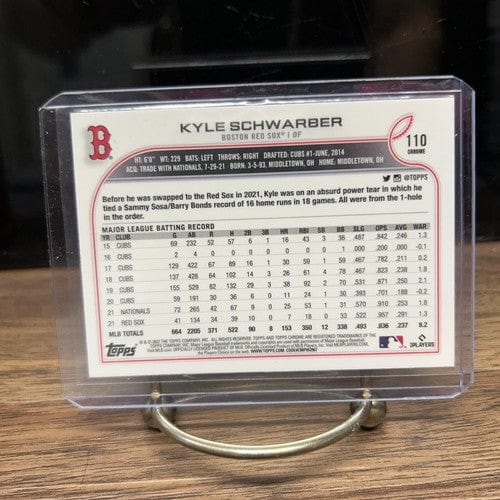 B
KYLE SCHWARBER
BOSTON RED SOX® | OF
110
CHROME
HT: 6'0" WT: 229 BATS: LEFT THROWS: RIGHT DRAFTED: CUBS #1-JUNE, 2014
ACQ: TRADE WITH NATIONALS, 7-29-21 BORN: 3-5-93, MIDDLETOWN, OH HOME: MIDDLETOWN, OH
@TOPPS
Before he was swapped to the Red Sox in 2021, Kyle was on an absurd power tear in which he
tied a Sammy Sosa/Barry Bonds record of 16 home runs in 18 games. All were from the 1-hole
in the order.
MAJOR LEAGUE BATTING RECORD
YR CLUB G AB R H 2B 3B HR RBI SB BB SLG OPS AVG WAR
15 CUBS 69 232 52 57 6 1 16 43 3 36 .487 .842 .246 1.9
16 CUBS 2 4 0 0 0 0 0 0 0 1 .000 .200 .000 -0.1
17 CUBS 129 422 67 89 16 1 30 59 1 59 .467 .782 .211 0.2
18 CUBS 137 428 64 102 14 3 26 61 4 78 .467 .823 .238
19 CUBS 155 529 82 132 29 3 38 92 2 70 .531 .871 .250
20 CUBS 59 191 30 36 6 0 11 24 1 30 .393 .701 .188 -0.2
21 NATIONALS 72 265 42 67 9 0 25 53 1 31 .570 .910 .253 1.8
21 RED SOX 41 134 34 39 10 0 7 18 0 33 .522 .957 .291 1.3
MLB TOTALS 664 2205 371 522 90 8 153 350 12 338 .493 .836 .237 8.2
Topps
MLBPLAYERS.COM.
PLAYERS